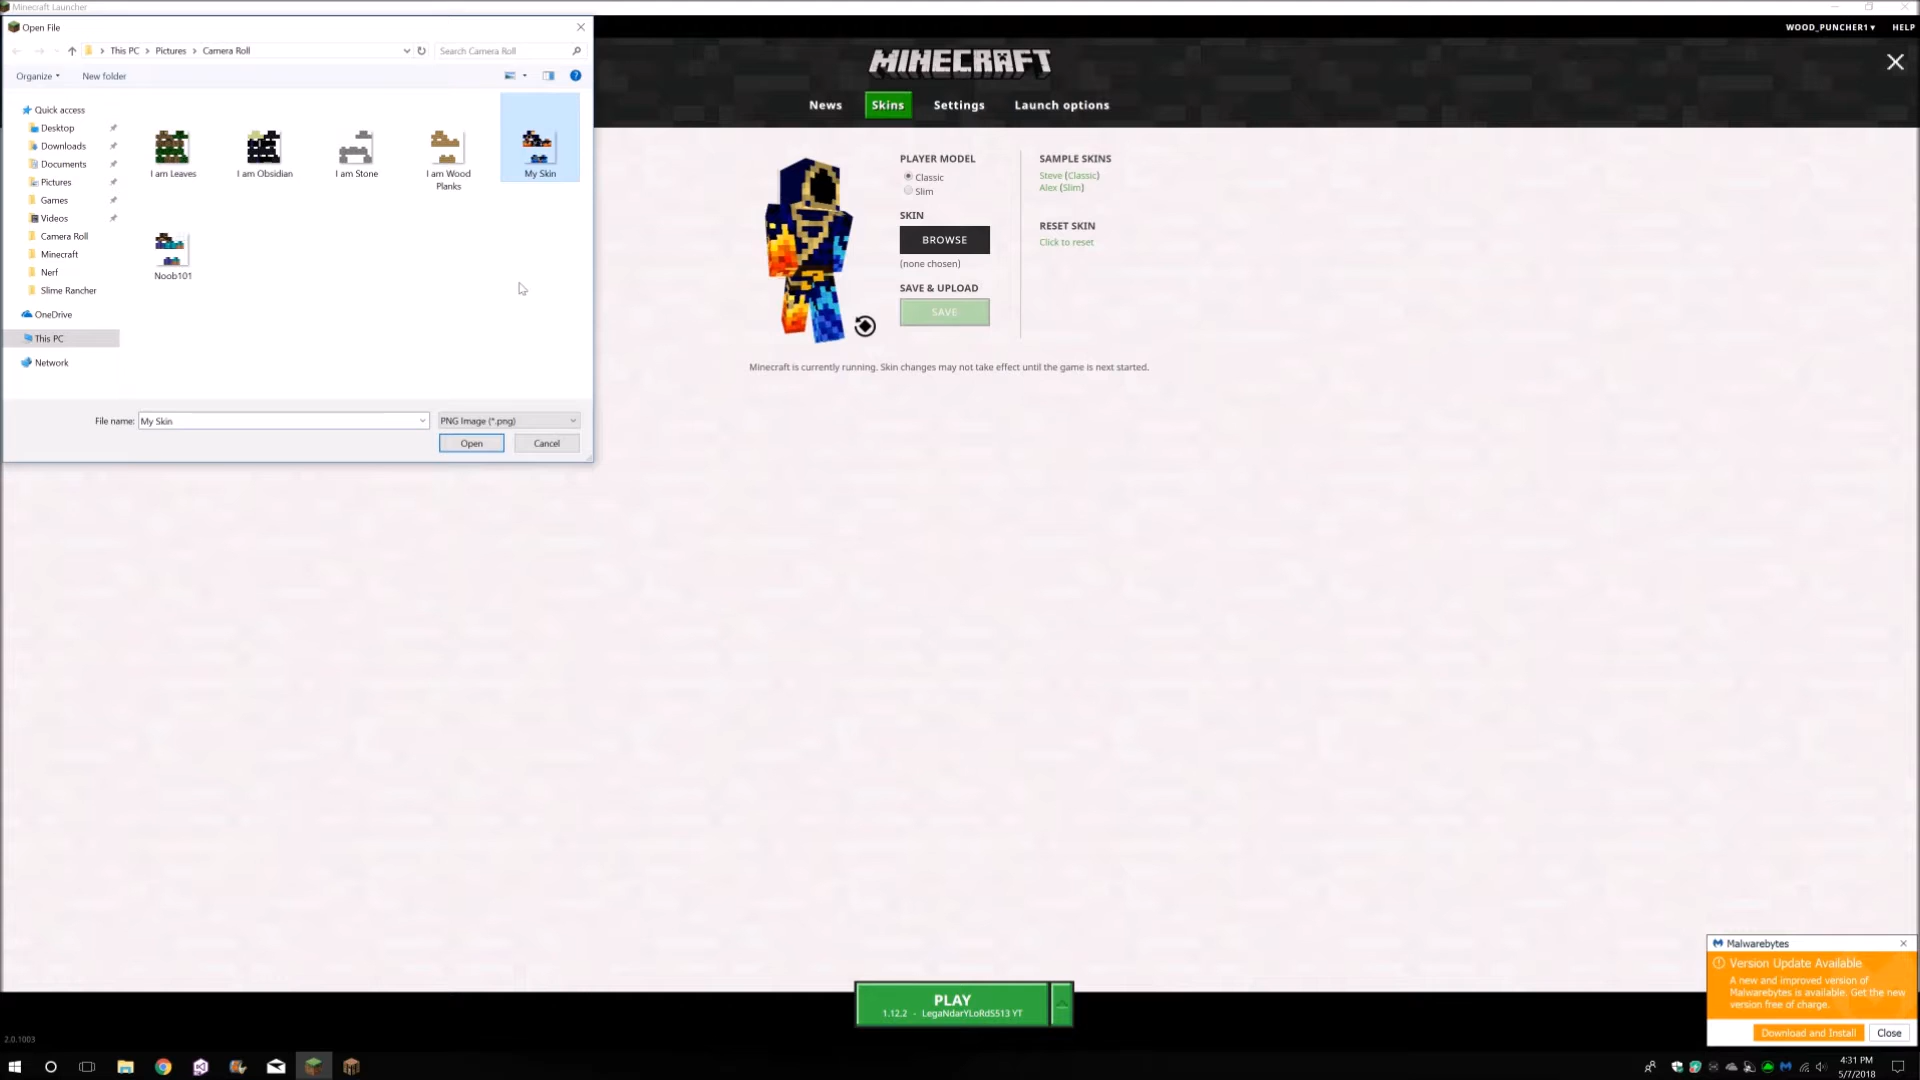 Minecraft Launcher
Open File
This PC > Pictures > Camera Roll
Search Camera Roll
Organize
New folder
Quick access
Desktop
Downloads
Documents
Pictures
Games
Videos
Camera Roll
Minecraft
Nerf
Slime Rancher
OneDrive
This PC
Network
I am Leaves
I am Obsidian
I am Stone
I am Wood
Planks
My Skin
Noob101
File name:
My Skin
PNG Image (*.png)
Open
Cancel
WOOD_PUNCHER1
HELP
MINECRAFT
News
Skins
Settings
Launch options
PLAYER MODEL
Classic
Slim
SKIN
BROWSE
(none chosen)
SAVE & UPLOAD
SAVE
SAMPLE SKINS
Steve (Classic)
Alex (Slim)
RESET SKIN
Click to reset
Minecraft is currently running. Skin changes may not take effect until the game is next started.
PLAY
1.12.2 - LegaNdarYLoRdS513 YT
2.0.1003
Malwarebytes
Version Update Available
A new and improved version of
Malwarebytes is available. Get the new
version free of charge.
Download and Install
Close
4:31 PM
5/7/2018